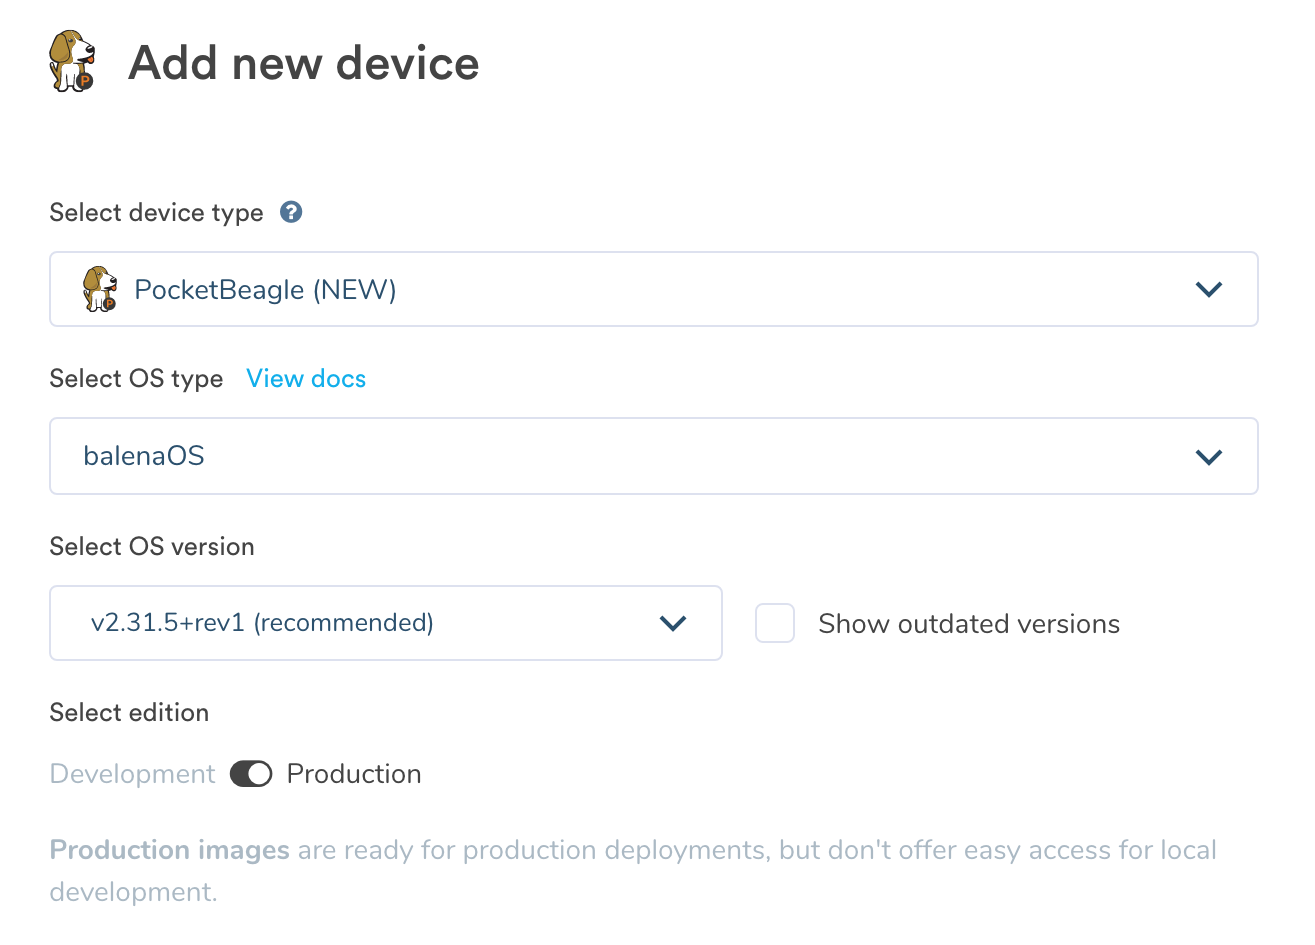 Add new device
Select device type ?
PocketBeagle (NEW)
Select OS type View docs
balenaOS
Select OS version
v2.31.5+rev1 (recommended)
Show outdated versions
Select edition
Development Production
Production images are ready for production deployments, but don't offer easy access for local
development.